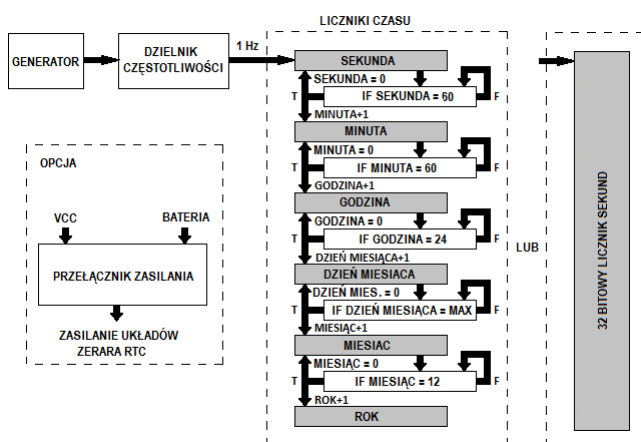 LICZNIKI CZASU
GENERATOR
DZIELNIK
CZĘSTOTLIWOŚCI
1 Hz
SEKUNDA
SEKUNDA = 0
T
IF SEKUNDA = 60
F
MINUTA+1
MINUTA
MINUTA = 0
T
IF MINUTA = 60
F
GODZINA+1
GODZINA
GODZINA = 0
T
IF GODZINA = 24
F
DZIEŃ MIESIĄCA+1
DZIEŃ MIESIACA
DZIEŃ MIES. = 0
T
IF DZIEŃ MIESIĄCA = MAX
F
MIESIĄC+1
MIESIAC
MIESIĄC = 0
T
IF MIESIĄC = 12
F
ROK+1
ROK
LUB
32 BITOWY LICZNIK SEKUND
OPCJA
VCC
BATERIA
PRZEŁĄCZNIK ZASILANIA
ZASILANIE UKŁADÓW
ZERARA RTC